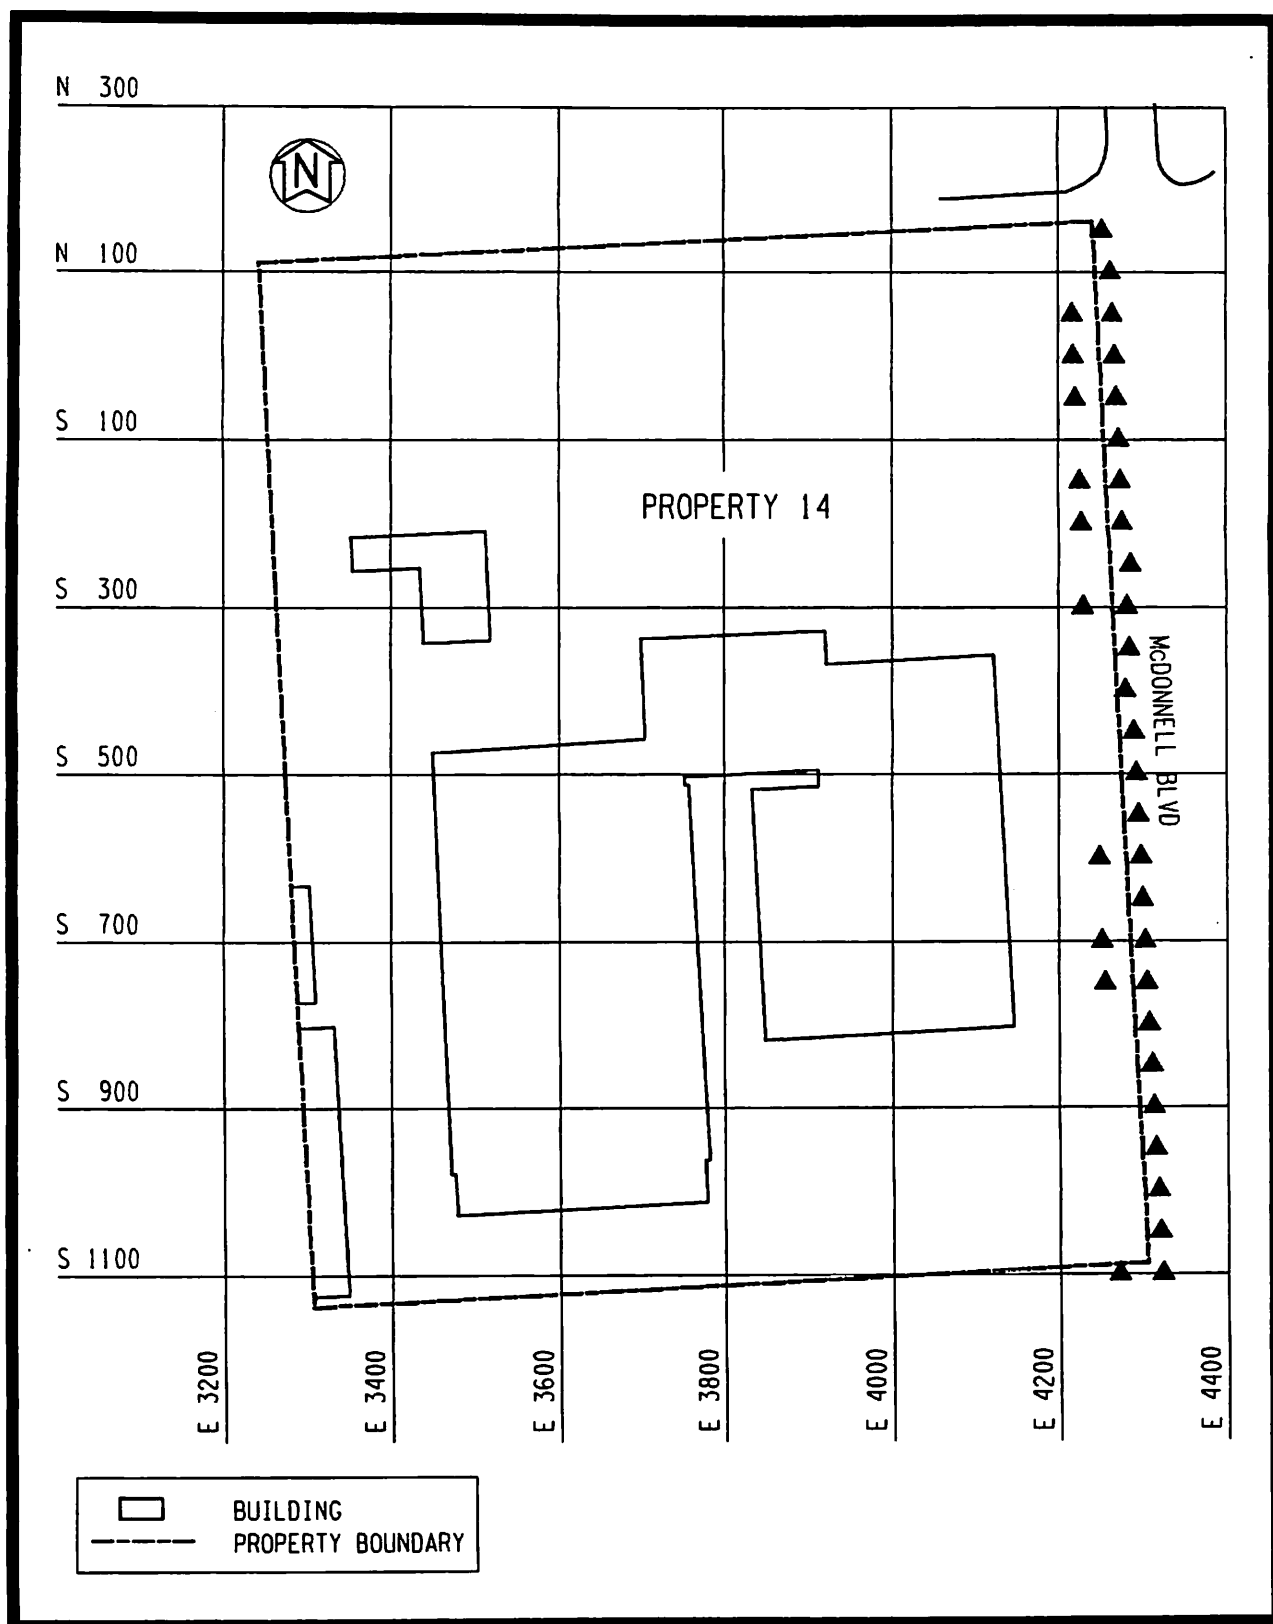 N 300
N
N 100
S 100
PROPERTY 14
S 300
McDONNELL BLVD
S 500
S 700
S 900
S 1100
E 3200
E 3400
E 3600
E 3800
E 4000
E 4200
E 4400
BUILDING
PROPERTY BOUNDARY